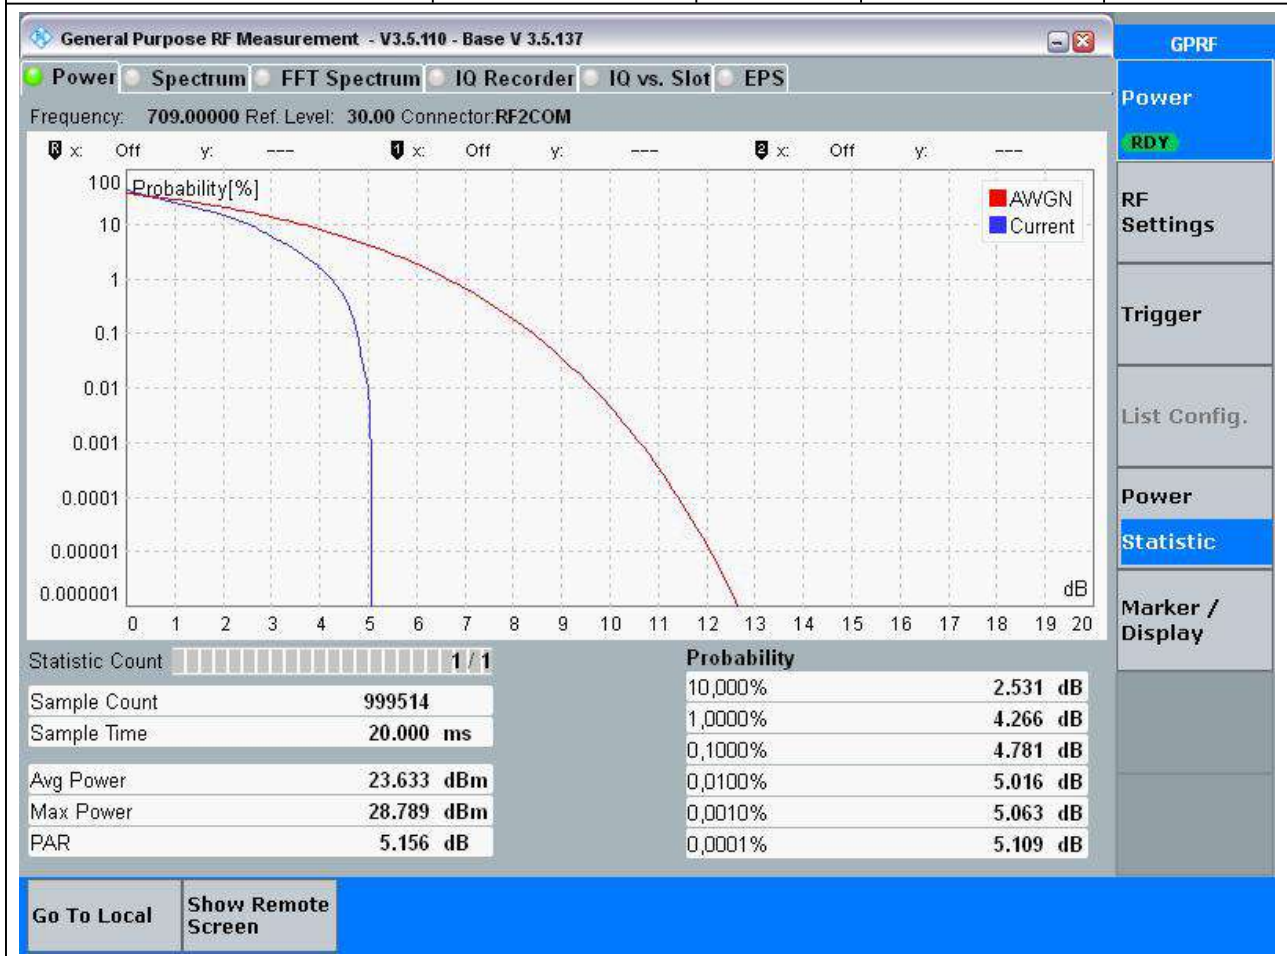 General Purpose RF Measurement - V3.5.110 - Base V 3.5.137
GPRF
Power Spectrum FFT Spectrum IQ Recorder IQ vs. Slot EPS
Frequency: 709.00000 Ref. Level: 30.00 Connector:RF2COM
R x: Off y: --- 1 x: Off y: --- 2 x: Off y: ---
Probability[%]
100
10
1
0.1
0.01
0.001
0.0001
0.00001
0.000001
AWGN
Current
dB
0 1 2 3 4 5 6 7 8 9 10 11 12 13 14 15 16 17 18 19 20
Statistic Count 1 / 1
Sample Count 999514
Sample Time 20.000 ms
Avg Power 23.633 dBm
Max Power 28.789 dBm
PAR 5.156 dB
Probability
10,000% 2.531 dB
1,0000% 4.266 dB
0,1000% 4.781 dB
0,0100% 5.016 dB
0,0010% 5.063 dB
0,0001% 5.109 dB
Power
RDY
RF
Settings
Trigger
List Config.
Power
Statistic
Marker /
Display
Go To Local
Show Remote
Screen